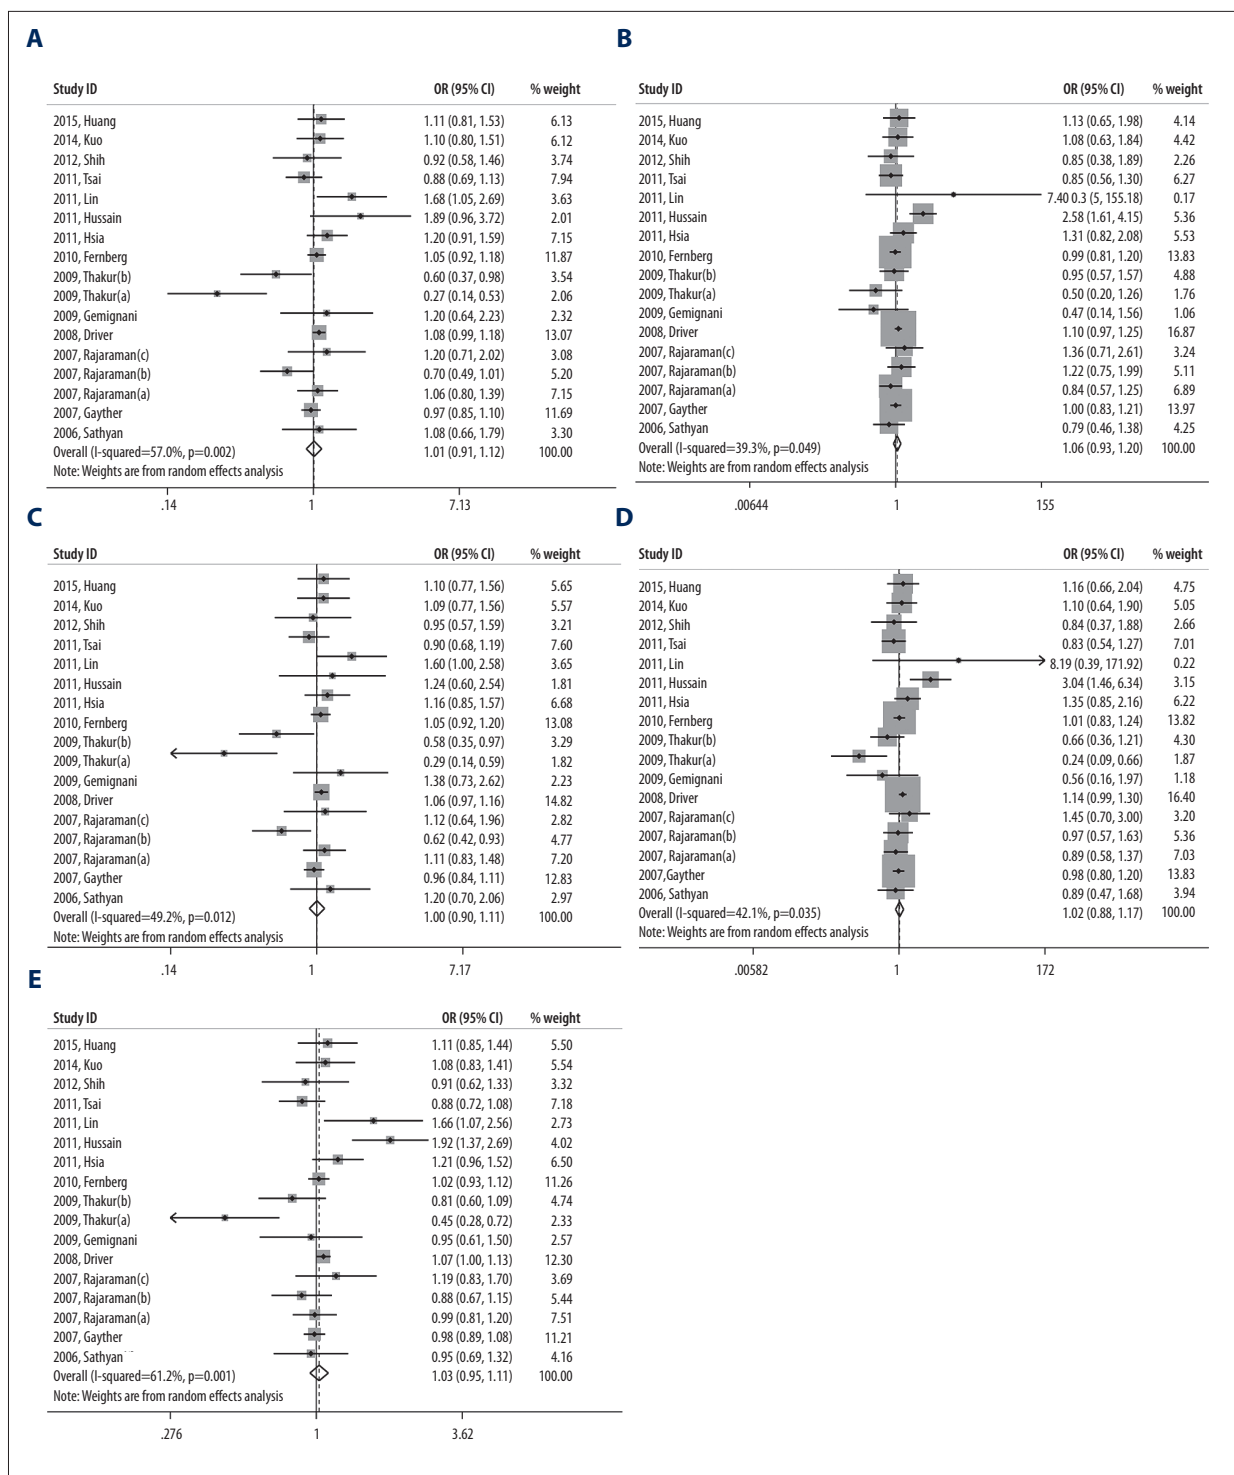 A
Study ID OR (95% CI) % weight
2015, Huang 1.11 (0.81, 1.53) 6.13
2014, Kuo 1.10 (0.80, 1.51) 6.12
2012, Shih 0.92 (0.58, 1.46) 3.74
2011, Tsai 0.88 (0.69, 1.13) 7.94
2011, Lin 1.68 (1.05, 2.69) 3.63
2011, Hussain 1.89 (0.96, 3.72) 2.01
2011, Hsia 1.20 (0.91, 1.59) 7.15
2010, Fernberg 1.05 (0.92, 1.18) 11.87
2009, Thakur(b) 0.60 (0.37, 0.98) 3.54
2009, Thakur(a) 0.27 (0.14, 0.53) 2.06
2009, Gemignani 1.20 (0.64, 2.23) 2.32
2008, Driver 1.08 (0.99, 1.18) 13.07
2007, Rajaraman(c) 1.20 (0.71, 2.02) 3.08
2007, Rajaraman(b) 0.70 (0.49, 1.01) 5.20
2007, Rajaraman(a) 1.06 (0.80, 1.39) 7.15
2007, Gayther 0.97 (0.85, 1.10) 11.69
2006, Sathyan 1.08 (0.66, 1.79) 3.30
Overall (I-squared=57.0%, p=0.002) 1.01 (0.91, 1.12) 100.00
Note: Weights are from random effects analysis
.14 1 7.13
B
Study ID OR (95% CI) % weight
2015, Huang 1.13 (0.65, 1.98) 4.14
2014, Kuo 1.08 (0.63, 1.84) 4.42
2012, Shih 0.85 (0.38, 1.89) 2.26
2011, Tsai 0.85 (0.56, 1.30) 6.27
2011, Lin 7.40 0.3 (5, 155.18) 0.17
2011, Hussain 2.58 (1.61, 4.15) 5.36
2011, Hsia 1.31 (0.82, 2.08) 5.53
2010, Fernberg 0.99 (0.81, 1.20) 13.83
2009, Thakur(b) 0.95 (0.57, 1.57) 4.88
2009, Thakur(a) 0.50 (0.20, 1.26) 1.76
2009, Gemignani 0.47 (0.14, 1.56) 1.06
2008, Driver 1.10 (0.97, 1.25) 16.87
2007, Rajaraman(c) 1.36 (0.71, 2.61) 3.24
2007, Rajaraman(b) 1.22 (0.75, 1.99) 5.11
2007, Rajaraman(a) 0.84 (0.57, 1.25) 6.89
2007, Gayther 1.00 (0.83, 1.21) 13.97
2006, Sathyan 0.79 (0.46, 1.38) 4.25
Overall (I-squared=39.3%, p=0.049) 1.06 (0.93, 1.20) 100.00
Note: Weights are from random effects analysis
.00644 1 155
C
Study ID OR (95% CI) % weight
2015, Huang 1.10 (0.77, 1.56) 5.65
2014, Kuo 1.09 (0.77, 1.56) 5.57
2012, Shih 0.95 (0.57, 1.59) 3.21
2011, Tsai 0.90 (0.68, 1.19) 7.60
2011, Lin 1.60 (1.00, 2.58) 3.65
2011, Hussain 1.24 (0.60, 2.54) 1.81
2011, Hsia 1.16 (0.85, 1.57) 6.68
2010, Fernberg 1.05 (0.92, 1.20) 13.08
2009, Thakur(b) 0.58 (0.35, 0.97) 3.29
2009, Thakur(a) 0.29 (0.14, 0.59) 1.82
2009, Gemignani 1.38 (0.73, 2.62) 2.23
2008, Driver 1.06 (0.97, 1.16) 14.82
2007, Rajaraman(c) 1.12 (0.64, 1.96) 2.82
2007, Rajaraman(b) 0.62 (0.42, 0.93) 4.77
2007, Rajaraman(a) 1.11 (0.83, 1.48) 7.20
2007, Gayther 0.96 (0.84, 1.11) 12.83
2006, Sathyan 1.20 (0.70, 2.06) 2.97
Overall (I-squared=49.2%, p=0.012) 1.00 (0.90, 1.11) 100.00
Note: Weights are from random effects analysis
.14 1 7.17
D
Study ID OR (95% CI) % weight
2015, Huang 1.16 (0.66, 2.04) 4.75
2014, Kuo 1.10 (0.64, 1.90) 5.05
2012, Shih 0.84 (0.37, 1.88) 2.66
2011, Tsai 0.83 (0.54, 1.27) 7.01
2011, Lin 8.19 (0.39, 171.92) 0.22
2011, Hussain 3.04 (1.46, 6.34) 3.15
2011, Hsia 1.35 (0.85, 2.16) 6.22
2010, Fernberg 1.01 (0.83, 1.24) 13.82
2009, Thakur(b) 0.66 (0.36, 1.21) 4.30
2009, Thakur(a) 0.24 (0.09, 0.66) 1.87
2009, Gemignani 0.56 (0.16, 1.97) 1.18
2008, Driver 1.14 (0.99, 1.30) 16.40
2007, Rajaraman(c) 1.45 (0.70, 3.00) 3.20
2007, Rajaraman(b) 0.97 (0.57, 1.63) 5.36
2007, Rajaraman(a) 0.89 (0.58, 1.37) 7.03
2007,Gayther 0.98 (0.80, 1.20) 13.83
2006, Sathyan 0.89 (0.47, 1.68) 3.94
Overall (I-squared=42.1%, p=0.035) 1.02 (0.88, 1.17) 100.00
Note: Weights are from random effects analysis
.00582 1 172
E
Study ID OR (95% CI) % weight
2015, Huang 1.11 (0.85, 1.44) 5.50
2014, Kuo 1.08 (0.83, 1.41) 5.54
2012, Shih 0.91 (0.62, 1.33) 3.32
2011, Tsai 0.88 (0.72, 1.08) 7.18
2011, Lin 1.66 (1.07, 2.56) 2.73
2011, Hussain 1.92 (1.37, 2.69) 4.02
2011, Hsia 1.21 (0.96, 1.52) 6.50
2010, Fernberg 1.02 (0.93, 1.12) 11.26
2009, Thakur(b) 0.81 (0.60, 1.09) 4.74
2009, Thakur(a) 0.45 (0.28, 0.72) 2.33
2009, Gemignani 0.95 (0.61, 1.50) 2.57
2008, Driver 1.07 (1.00, 1.13) 12.30
2007, Rajaraman(c) 1.19 (0.83, 1.70) 3.69
2007, Rajaraman(b) 0.88 (0.67, 1.15) 5.44
2007, Rajaraman(a) 0.99 (0.81, 1.20) 7.51
2007, Gayther 0.98 (0.89, 1.08) 11.21
2006, Sathyan 0.95 (0.69, 1.32) 4.16
Overall (I-squared=61.2%, p=0.001) 1.03 (0.95, 1.11) 100.00
Note: Weights are from random effects analysis
.276 1 3.62